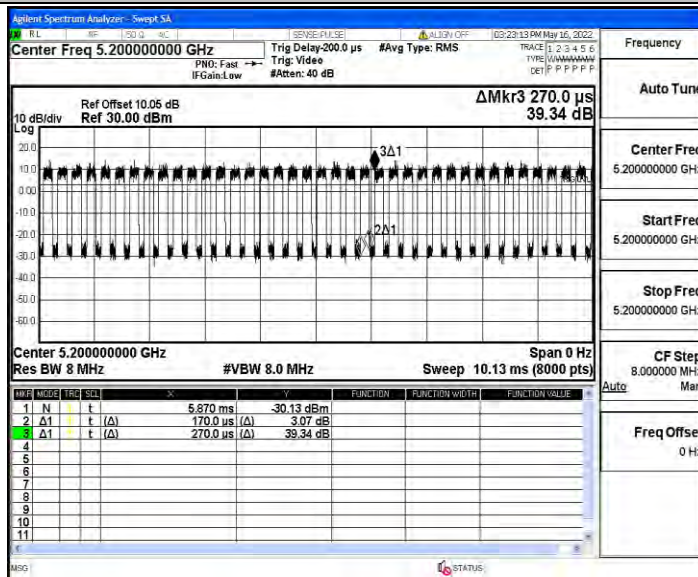 Agilent Spectrum Analyzer - Swept SA
RL RF 50 Ω AC SENSE:PULSE ALIGN OFF 03:23:13 PM May 16, 2022
Center Freq 5.200000000 GHz
PNO: Fast
IFGain:Low
Trig Delay-200.0 µs
Trig: Video
#Atten: 40 dB
#Avg Type: RMS
TRACE 1 2 3 4 5 6
TYPE WWWWWW
DET P P P P P P
Ref Offset 10.05 dB
10 dB/div Ref 30.00 dBm
Log
ΔMkr3 270.0 µs
39.34 dB
20.0
10.0
0.00
-10.0
-20.0
-30.0
-40.0
-50.0
-60.0
3Δ1
2Δ1
Center 5.200000000 GHz
Span 0 Hz
Res BW 8 MHz
#VBW 8.0 MHz
Sweep 10.13 ms (8000 pts)
MKR MODE TRC SCL X Y FUNCTION FUNCTION WIDTH FUNCTION VALUE
1 N t 5.870 ms -30.13 dBm
2 Δ1 t (Δ) 170.0 µs (Δ) 3.07 dB
3 Δ1 t (Δ) 270.0 µs (Δ) 39.34 dB
4
5
6
7
8
9
10
11
MSG
STATUS
Frequency
Auto Tune
Center Freq
5.200000000 GHz
Start Freq
5.200000000 GHz
Stop Freq
5.200000000 GHz
CF Step
8.000000 MHz
Auto Man
Freq Offset
0 Hz